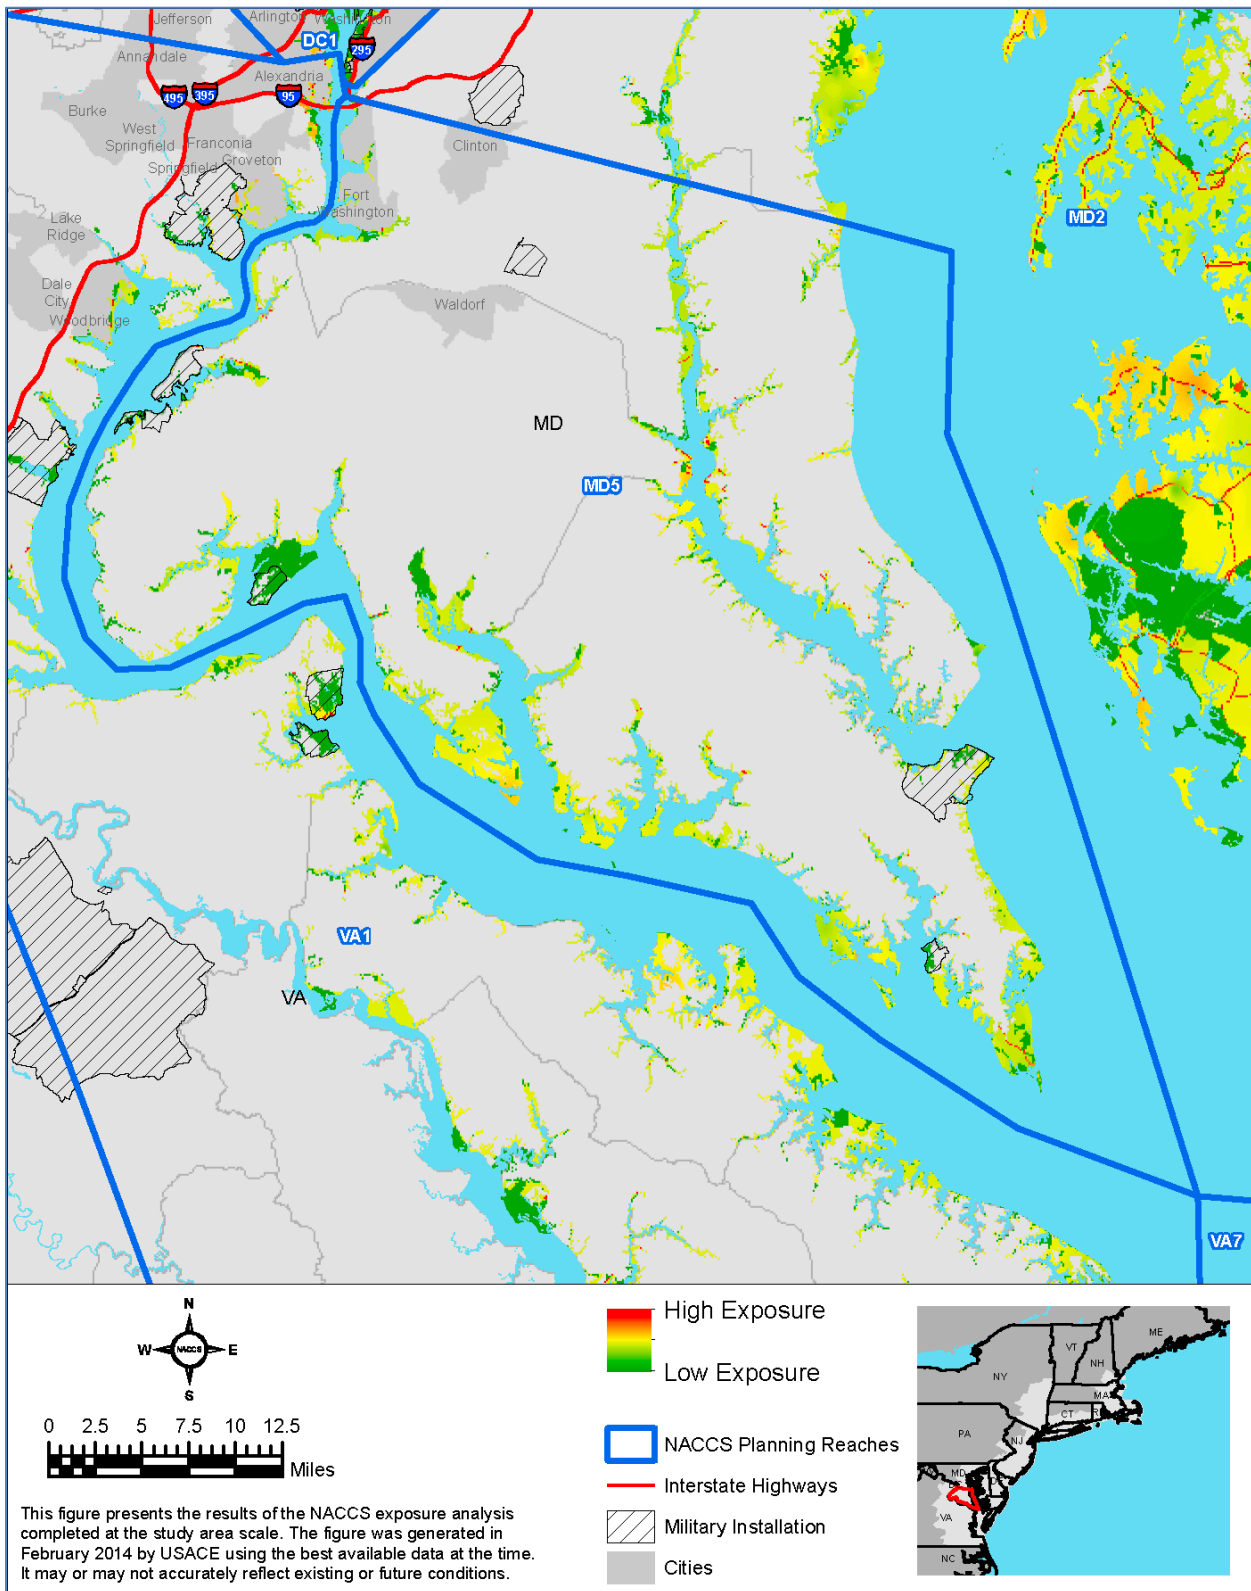 Jefferson
Arlington
Washington
DC1
295
Annandale
Alexandria
495
395
95
Burke
West
Springfield
Franconia
Groveton
Springfield
Clinton
Fort
Washington
Lake
Ridge
MD2
Dale
City
Woodbridge
Waldorf
MD
MD5
VA1
VA
VA7
N
W
NACCS
E
S
0 2.5 5 7.5 10 12.5
Miles
This figure presents the results of the NACCS exposure analysis
completed at the study area scale. The figure was generated in
February 2014 by USACE using the best available data at the time.
It may or may not accurately reflect existing or future conditions.
High Exposure
Low Exposure
NACCS Planning Reaches
Interstate Highways
Military Installation
Cities
ME
VT
NH
NY
MA
CT
PA
NJ
MD
VA
NC